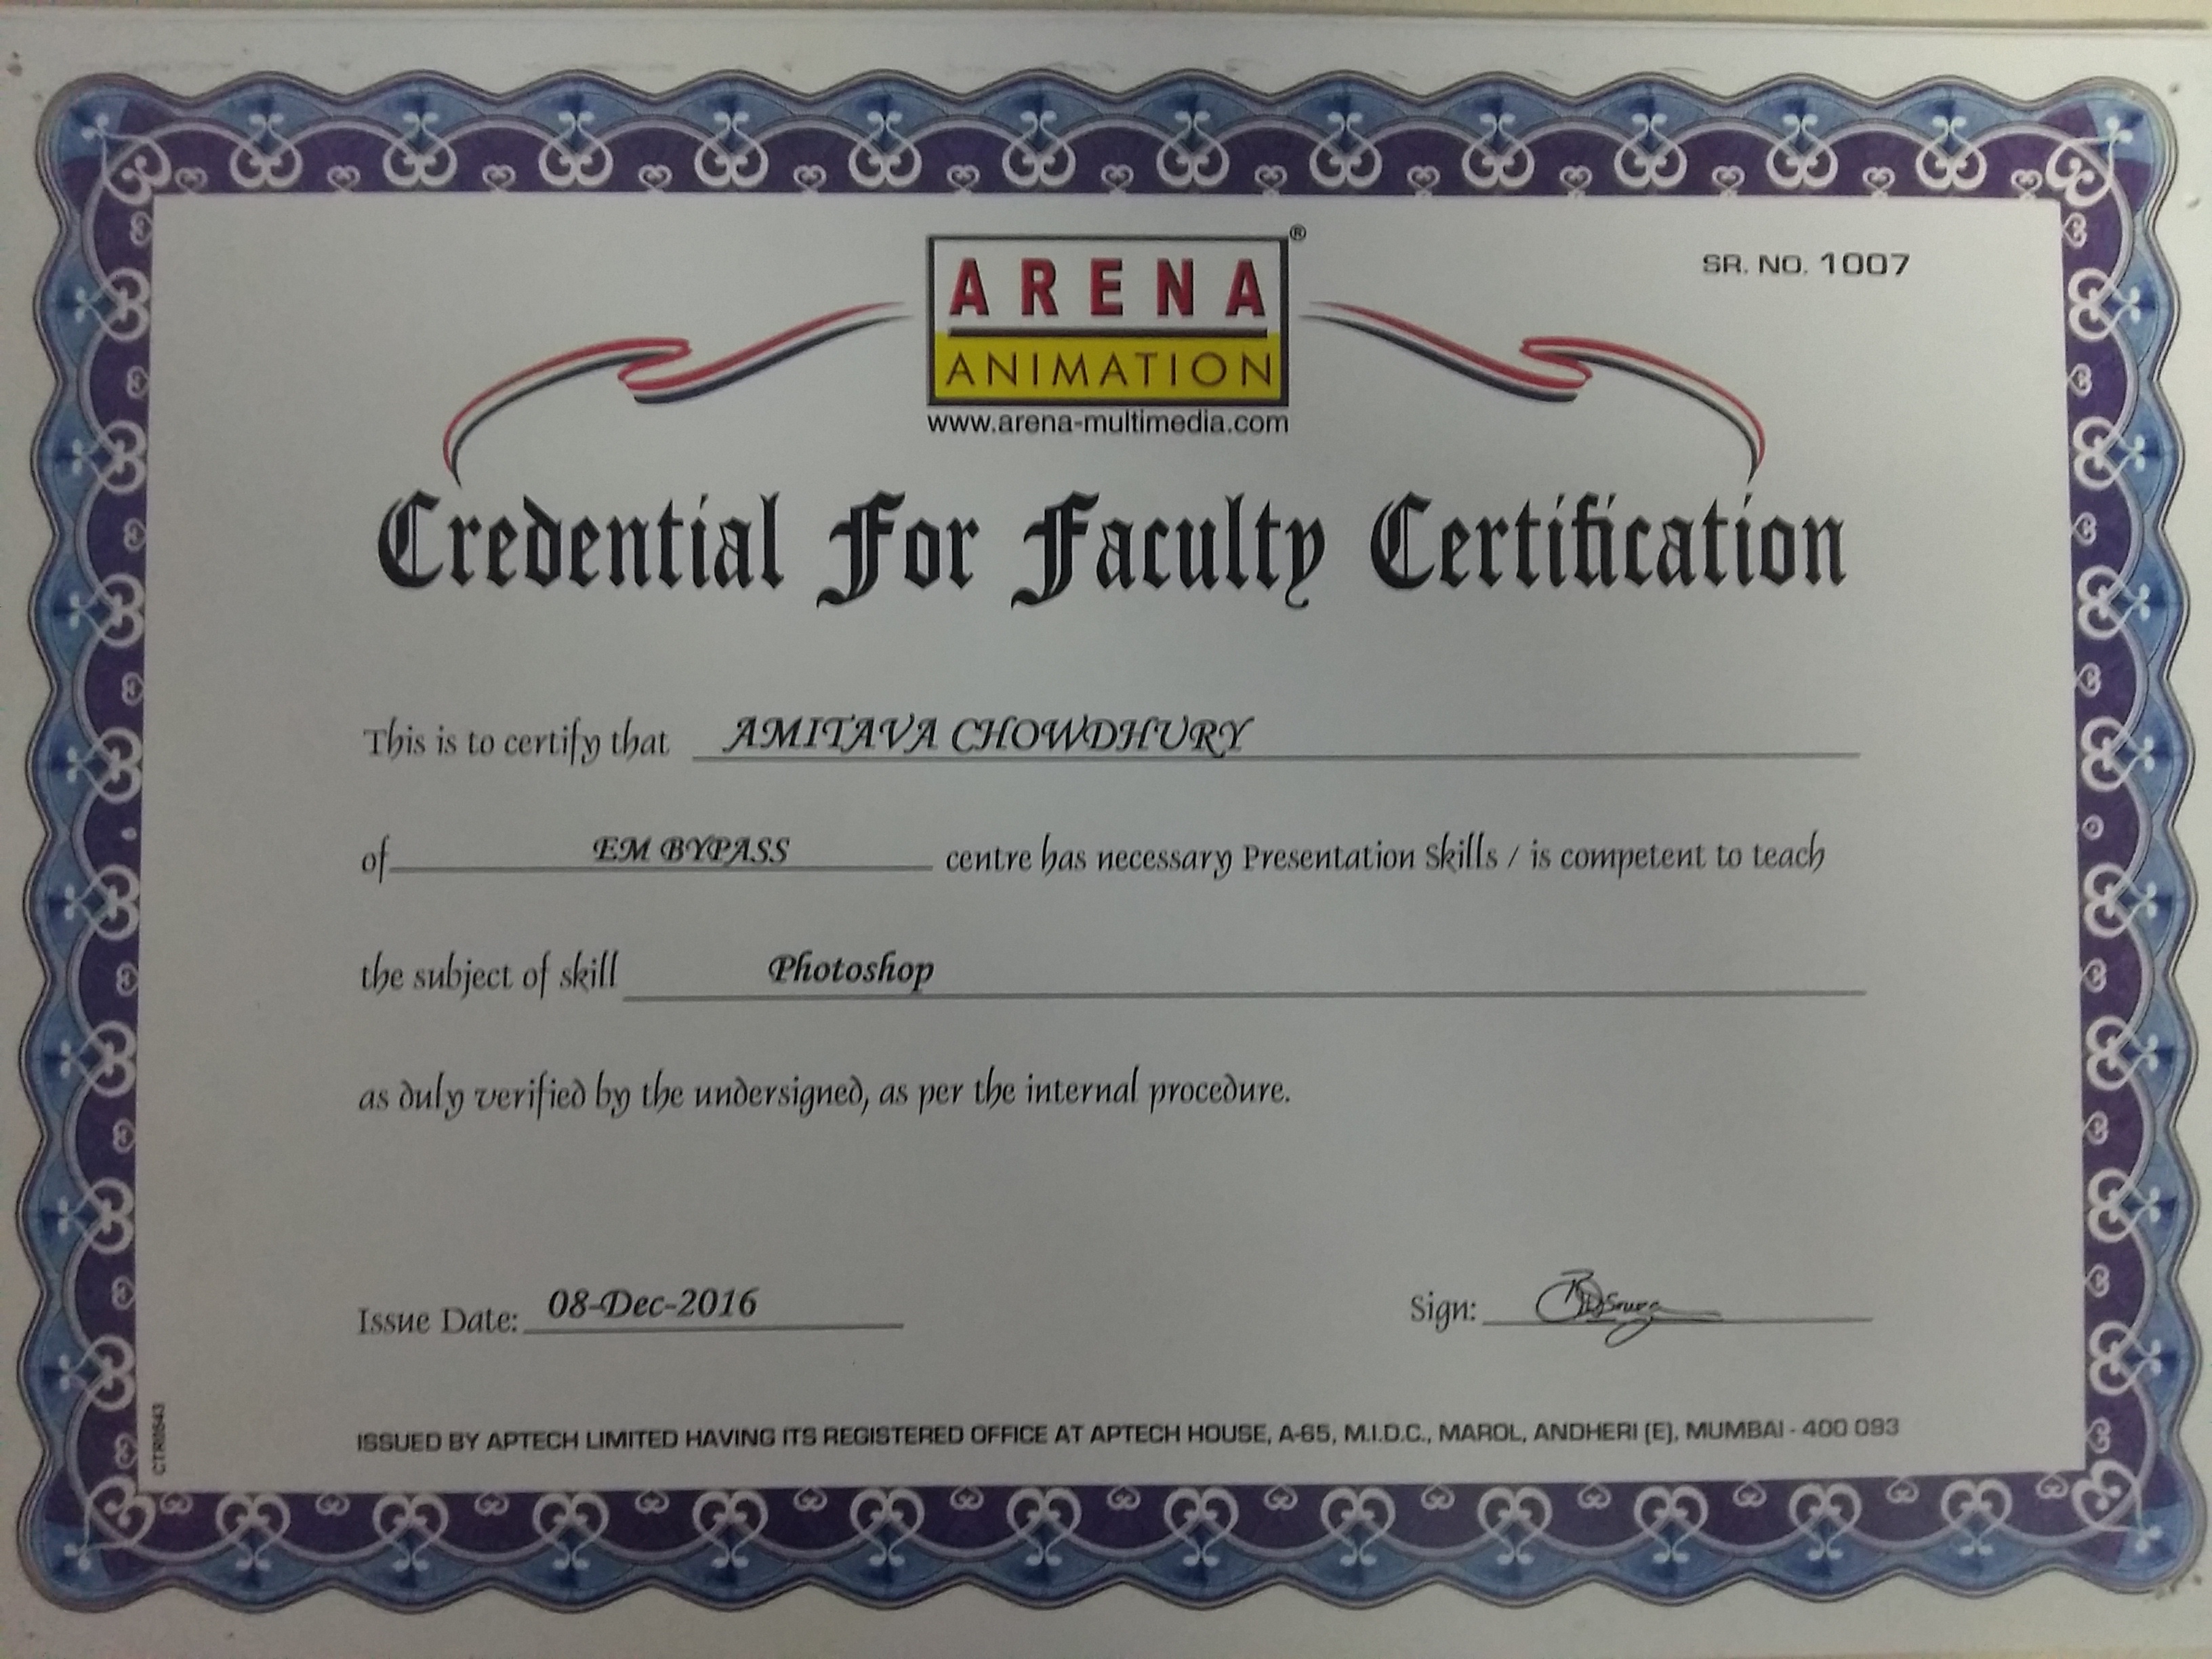 ARENA
ANIMATION
®
www.arena-multimedia.com
SR. NO. 1007
Credential For Faculty Certification
This is to certify that AMITAVA CHOWDHURY
of EM BYPASS centre has necessary Presentation Skills / is competent to teach
the subject of skill Photoshop
as duly verified by the undersigned, as per the internal procedure.
Issue Date: 08-Dec-2016
Sign:
ISSUED BY APTECH LIMITED HAVING ITS REGISTERED OFFICE AT APTECH HOUSE, A-65, M.I.D.C., MAROL, ANDHERI (E), MUMBAI - 400 093